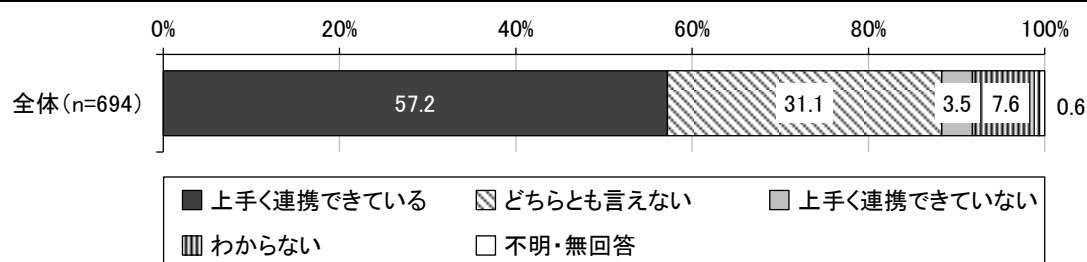 0% 20% 40% 60% 80% 100%
全体(n=694) 57.2 31.1 3.5 7.6 0.6
上手く連携できている どちらとも言えない 上手く連携できていない
わからない 不明・無回答